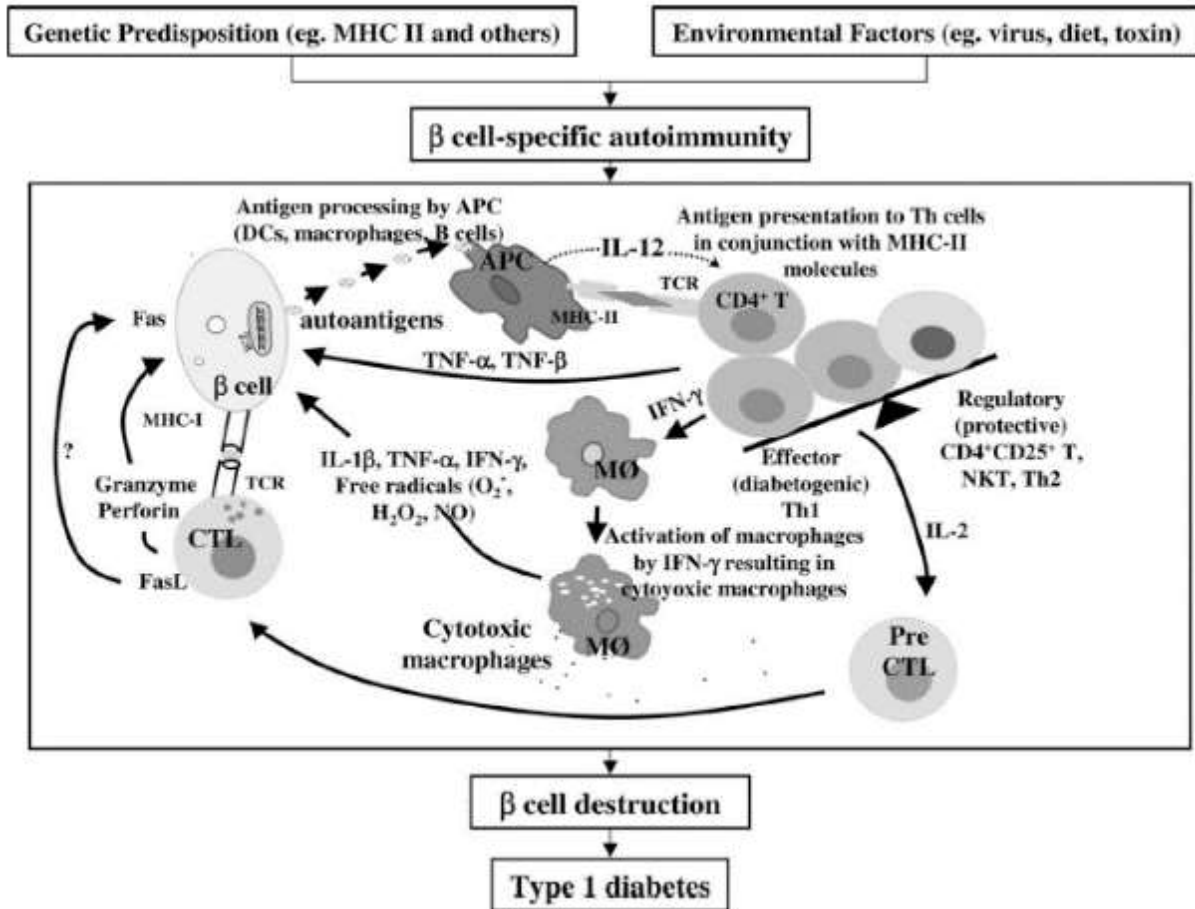 Genetic Predisposition (eg. MHC II and others)
Environmental Factors (eg. virus, diet, toxin)
β cell-specific autoimmunity
Antigen processing by APC
(DCs, macrophages, B cells)
Antigen presentation to Th cells
in conjunction with MHC-II
molecules
IL-12
APC
TCR
CD4⁺ T
MHC-II
Fas
autoantigens
TNF-α, TNF-β
β cell
IFN-γ
MHC-I
Regulatory
(protective)
CD4⁺CD25⁺ T,
NKT, Th2
?
MØ
Effector
(diabetogenic)
Th1
IL-1β, TNF-α, IFN-γ,
Free radicals (O₂⁻,
H₂O₂, NO)
TCR
Granzyme
Perforin
CTL
FasL
IL-2
Activation of macrophages
by IFN-γ resulting in
cytoyoxic macrophages
Cytotoxic
macrophages
MØ
Pre
CTL
β cell destruction
Type 1 diabetes